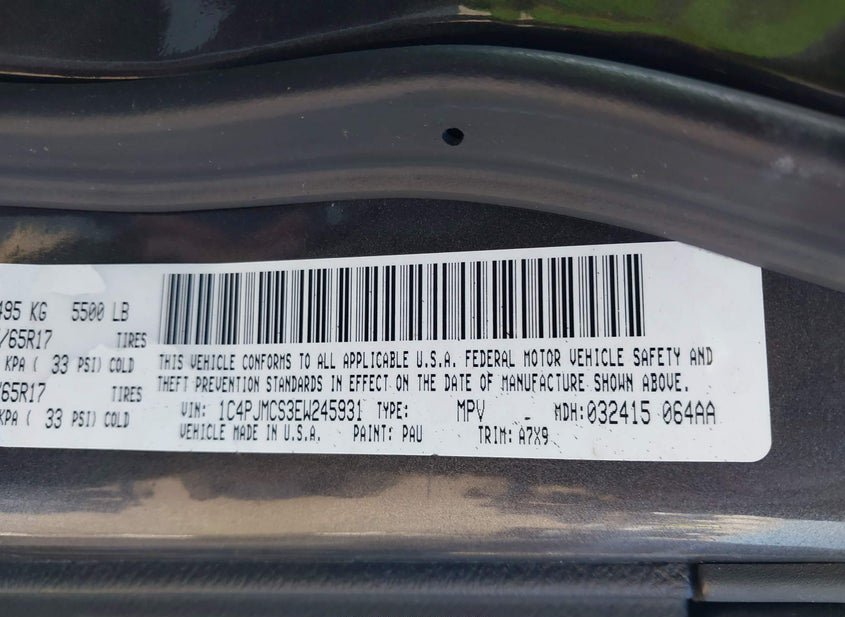 495 KG 5500 LB
/65R17 TIRES
KPA ( 33 PSI) COLD
/65R17 TIRES
KPA ( 33 PSI) COLD
THIS VEHICLE CONFORMS TO ALL APPLICABLE U.S.A. FEDERAL MOTOR VEHICLE SAFETY AND
THEFT PREVENTION STANDARDS IN EFFECT ON THE DATE OF MANUFACTURE SHOWN ABOVE.
VIN: 1C4PJMCS3EW245931 TYPE: MPV MDH:032415 064AA
VEHICLE MADE IN U.S.A. PAINT: PAU TRIM: A7X9